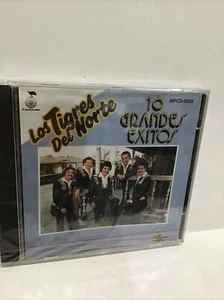 Los Tigres
Del Norte
16
GRANDES
EXITOS